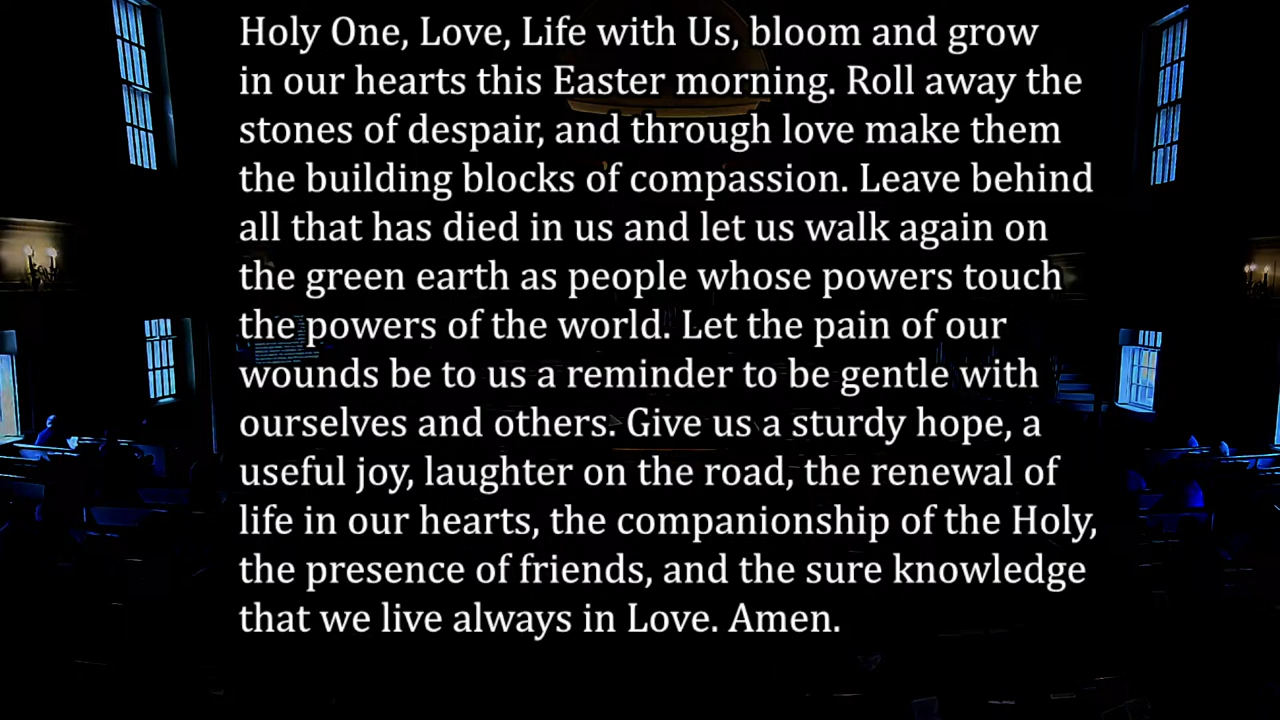 Holy One, Love, Life with Us, bloom and grow
in our hearts this Easter morning. Roll away the
stones of despair, and through love make them
the building blocks of compassion. Leave behind
all that has died in us and let us walk again on
the green earth as people whose powers touch
the powers of the world. Let the pain of our
wounds be to us a reminder to be gentle with
ourselves and others. Give us a sturdy hope, a
useful joy, laughter on the road, the renewal of
life in our hearts, the companionship of the Holy,
the presence of friends, and the sure knowledge
that we live always in Love. Amen.